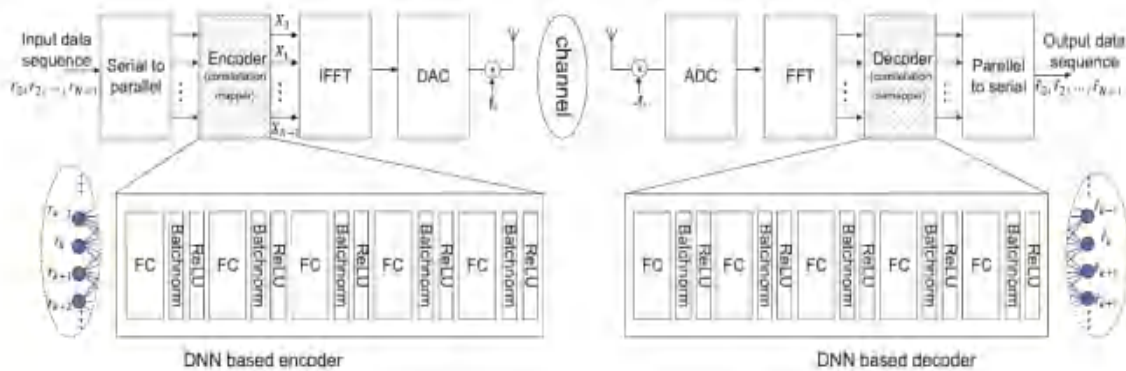 Input data
sequence
Serial to
parallel
Encoder
(constellation
mapper)
IFFT
DAC
channel
ADC
FFT
Decoder
(constellation
demapper)
Parellel
to serial
Output data
sequence
FC
Batchnorm
ReLU
FC
Batchnorm
ReLU
FC
Batchnorm
ReLU
FC
Batchnorm
ReLU
FC
Batchnorm
ReLU
DNN based encoder
FC
Batchnorm
ReLU
FC
Batchnorm
ReLU
FC
Batchnorm
ReLU
FC
Batchnorm
ReLU
FC
Batchnorm
ReLU
DNN based decoder